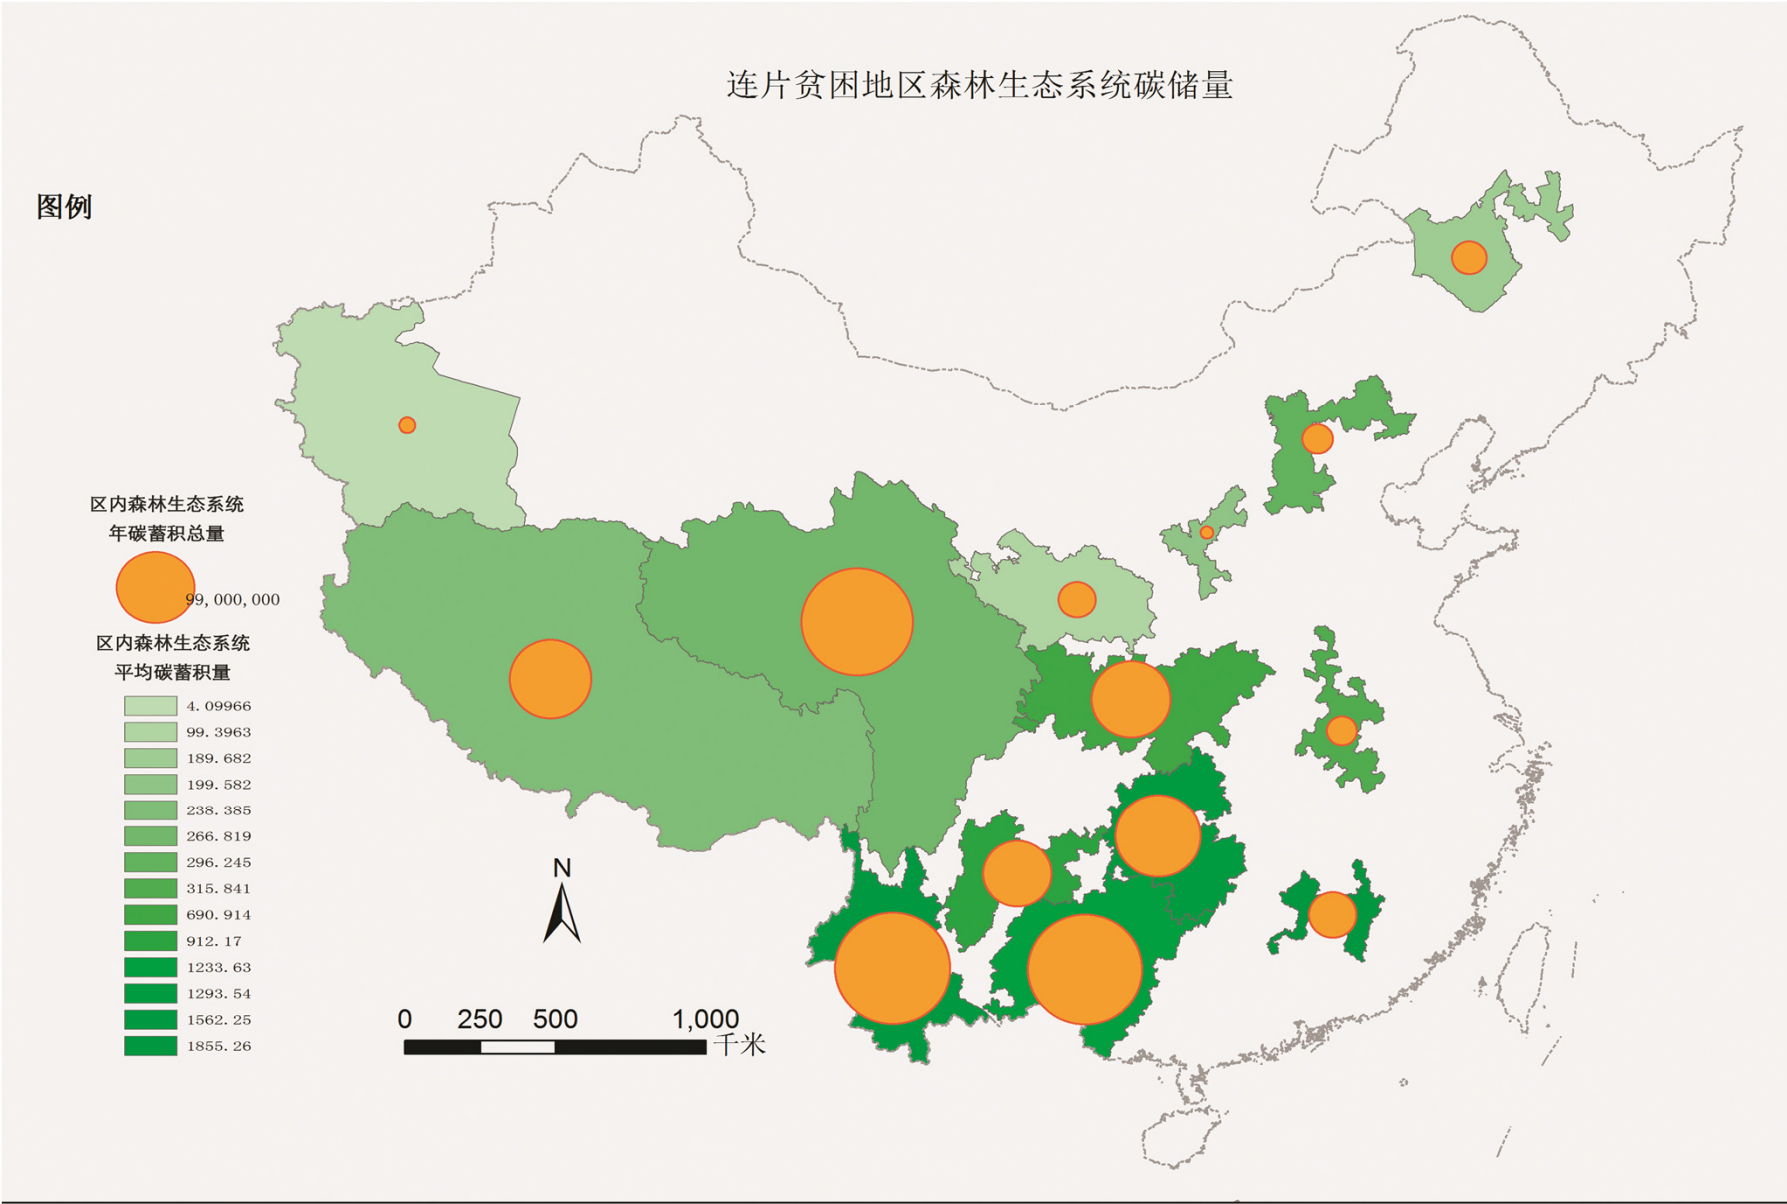 连片贫困地区森林生态系统碳储量
图例
区内森林生态系统
年碳蓄积总量
99,000,000
区内森林生态系统
平均碳蓄积量
4.09966
99.3963
189.682
199.582
238.385
266.819
296.245
315.841
690.914
912.17
1233.63
1293.54
1562.25
1855.26
N
0 250 500 1,000
千米